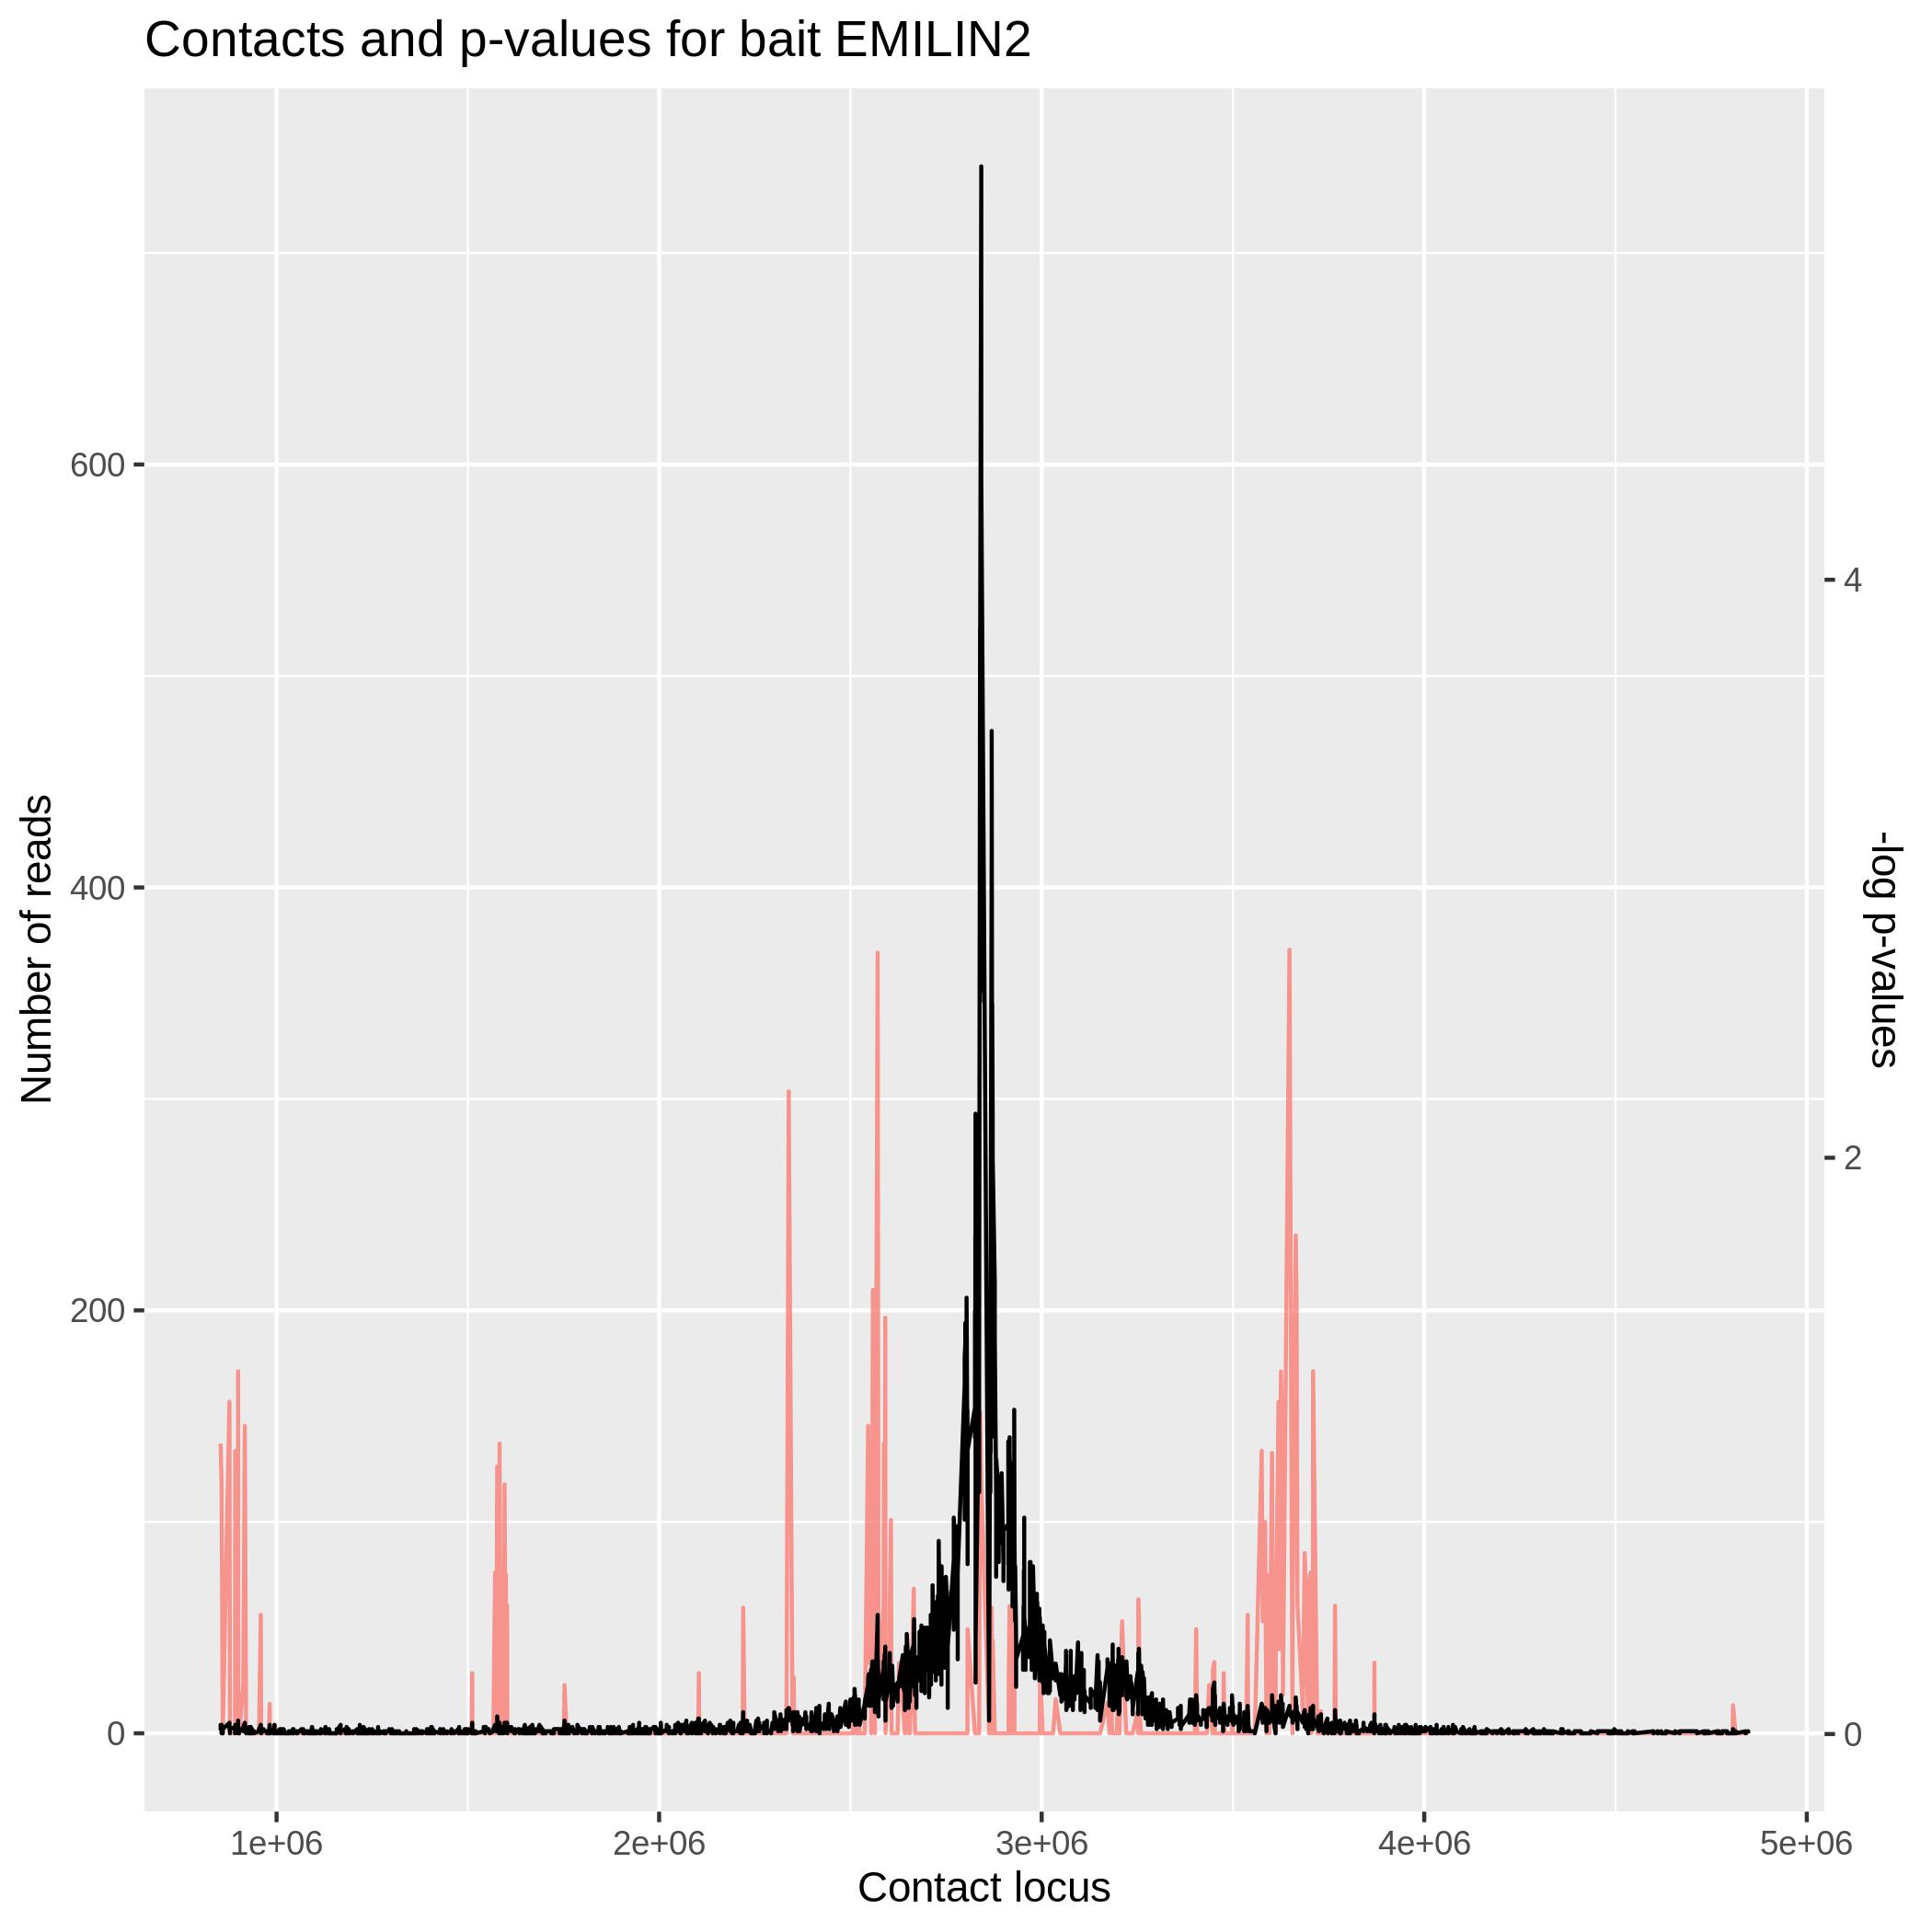 Contacts and p-values for bait EMILIN2
Number of reads
600
400
200
0
4
2
0
-log p-values
1e+06
2e+06
3e+06
4e+06
5e+06
Contact locus